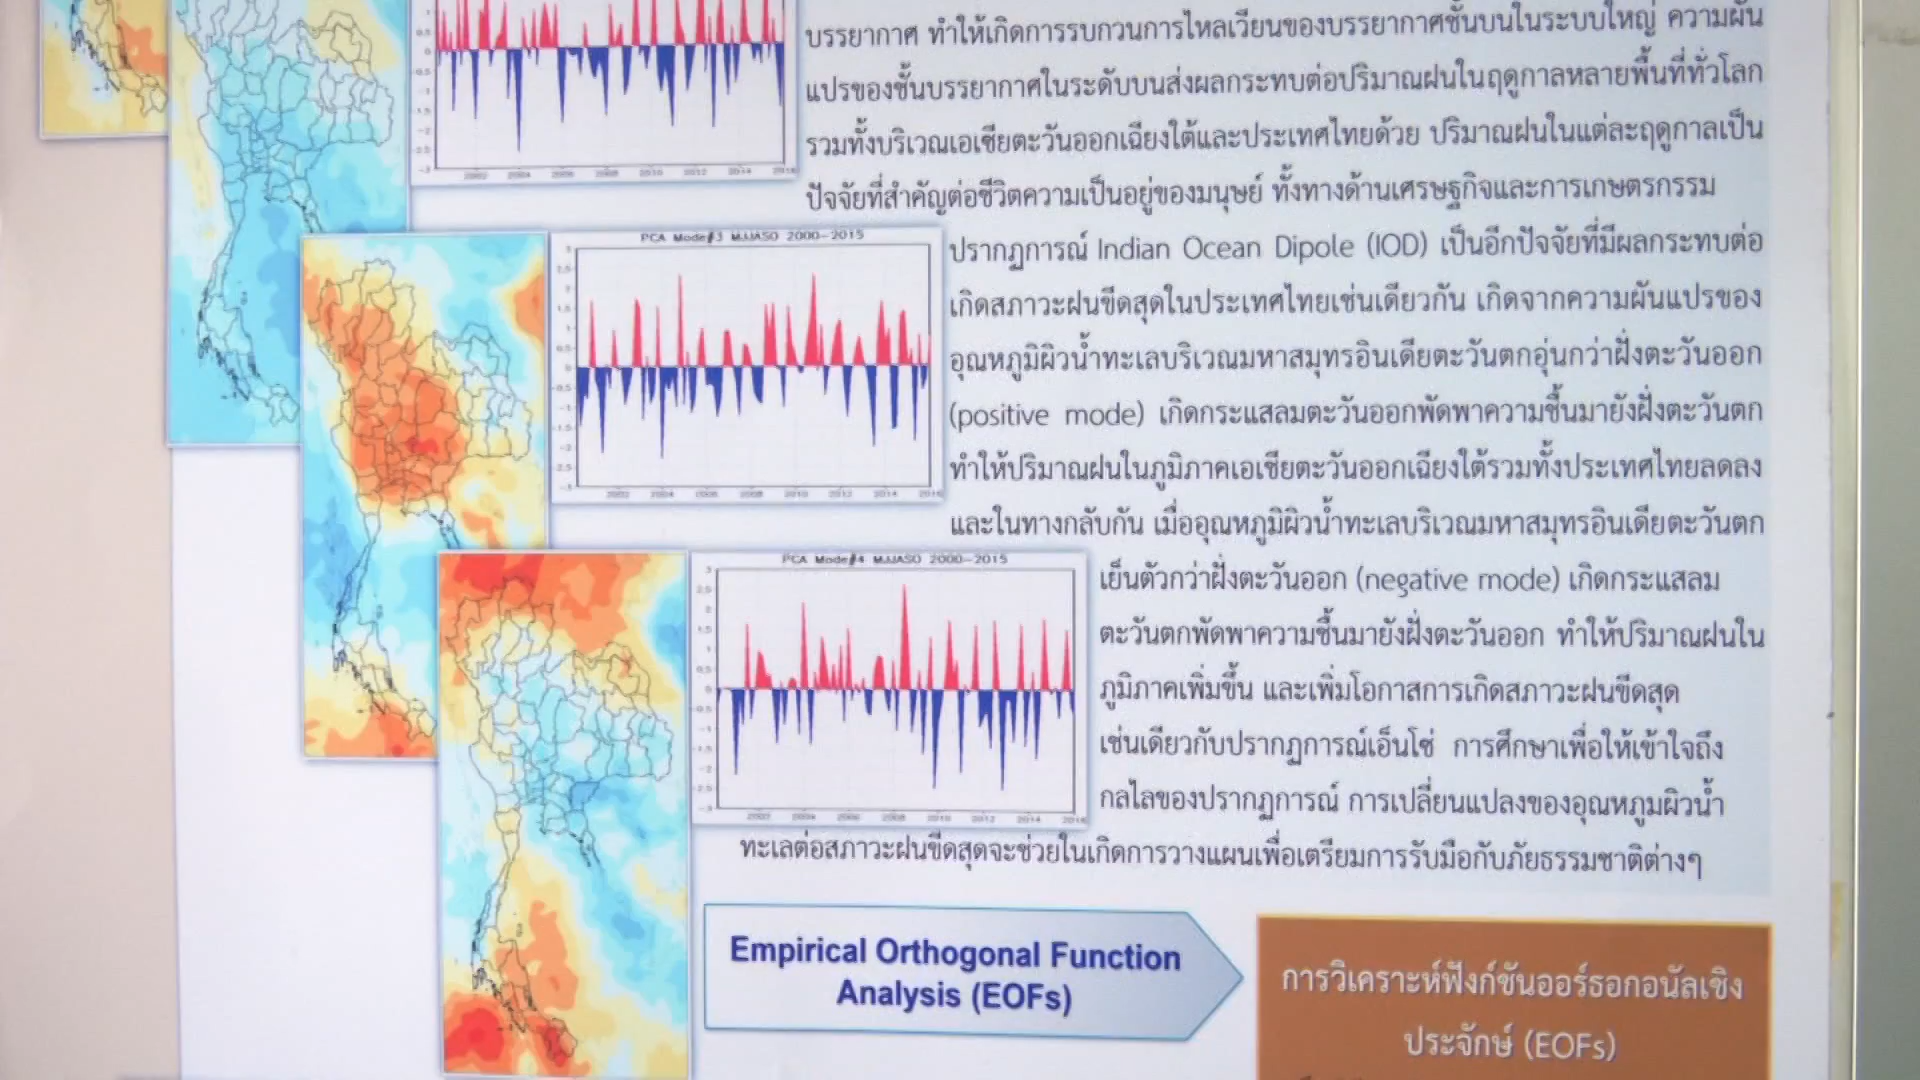 บรรยากาศ ทำให้เกิดการรบกวนการไหลเวียนของบรรยากาศชั้นบนในระบบใหญ่ ความผัน
แปรของชั้นบรรยากาศในระดับบนส่งผลกระทบต่อปริมาณฝนในฤดูกาลหลายพื้นที่ทั่วโลก
รวมทั้งบริเวณเอเชียตะวันออกเฉียงใต้และประเทศไทยด้วย ปริมาณฝนในแต่ละฤดูกาลเป็น
ปัจจัยที่สำคัญต่อชีวิตความเป็นอยู่ของมนุษย์ ทั้งทางด้านเศรษฐกิจและการเกษตรกรรม
PCA Mode#3 MJJASO 2000-2015
ปรากฏการณ์ Indian Ocean Dipole (IOD) เป็นอีกปัจจัยที่มีผลกระทบต่อ
เกิดสภาวะฝนขีดสุดในประเทศไทยเช่นเดียวกัน เกิดจากความผันแปรของ
อุณหภูมิผิวน้ำทะเลบริเวณมหาสมุทรอินเดียตะวันตกอุ่นกว่าฝั่งตะวันออก
(positive mode) เกิดกระแสลมตะวันออกพัดพาความชื้นมายังฝั่งตะวันตก
ทำให้ปริมาณฝนในภูมิภาคเอเชียตะวันออกเฉียงใต้รวมทั้งประเทศไทยลดลง
และในทางกลับกัน เมื่ออุณหภูมิผิวน้ำทะเลบริเวณมหาสมุทรอินเดียตะวันตก
PCA Mode#4 MJJASO 2000-2015
เย็นตัวกว่าฝั่งตะวันออก (negative mode) เกิดกระแสลม
ตะวันตกพัดพาความชื้นมายังฝั่งตะวันออก ทำให้ปริมาณฝนใน
ภูมิภาคเพิ่มขึ้น และเพิ่มโอกาสการเกิดสภาวะฝนขีดสุด
เช่นเดียวกับปรากฏการณ์เอ็นโซ่ การศึกษาเพื่อให้เข้าใจถึง
กลไลของปรากฏการณ์ การเปลี่ยนแปลงของอุณหภูมผิวน้ำ
ทะเลต่อสภาวะฝนขีดสุดจะช่วยในเกิดการวางแผนเพื่อเตรียมการรับมือกับภัยธรรมชาติต่างๆ
Empirical Orthogonal Function
Analysis (EOFs)
การวิเคราะห์ฟังก์ชันออร์ธอกอนัลเชิง
ประจักษ์ (EOFs)